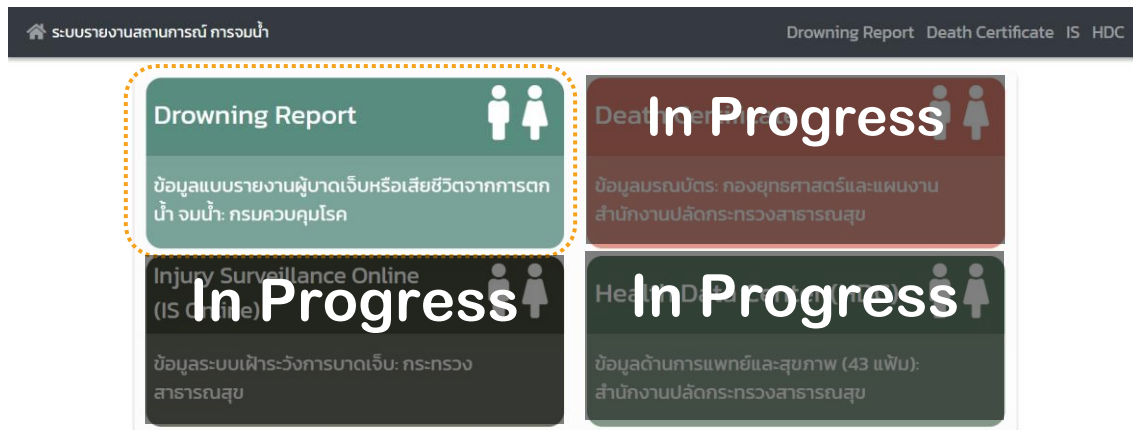 ระบบรายงานสถานการณ์ การจมน้ำ
Drowning Report Death Certificate IS HDC
Drowning Report
ข้อมูลแบบรายงานผู้บาดเจ็บหรือเสียชีวิตจากการตก
น้ำ จมน้ำ: กรมควบคุมโรค
Death Certificate
In Progress
ข้อมูลมรณบัตร: กองยุทธศาสตร์และแผนงาน
สำนักงานปลัดกระทรวงสาธารณสุข
Injury Surveillance Online
(IS Online)
In Progress
ข้อมูลระบบเฝ้าระวังการบาดเจ็บ: กระทรวง
สาธารณสุข
Health Data Center (HDC)
In Progress
ข้อมูลด้านการแพทย์และสุขภาพ (43 แฟ้ม):
สำนักงานปลัดกระทรวงสาธารณสุข